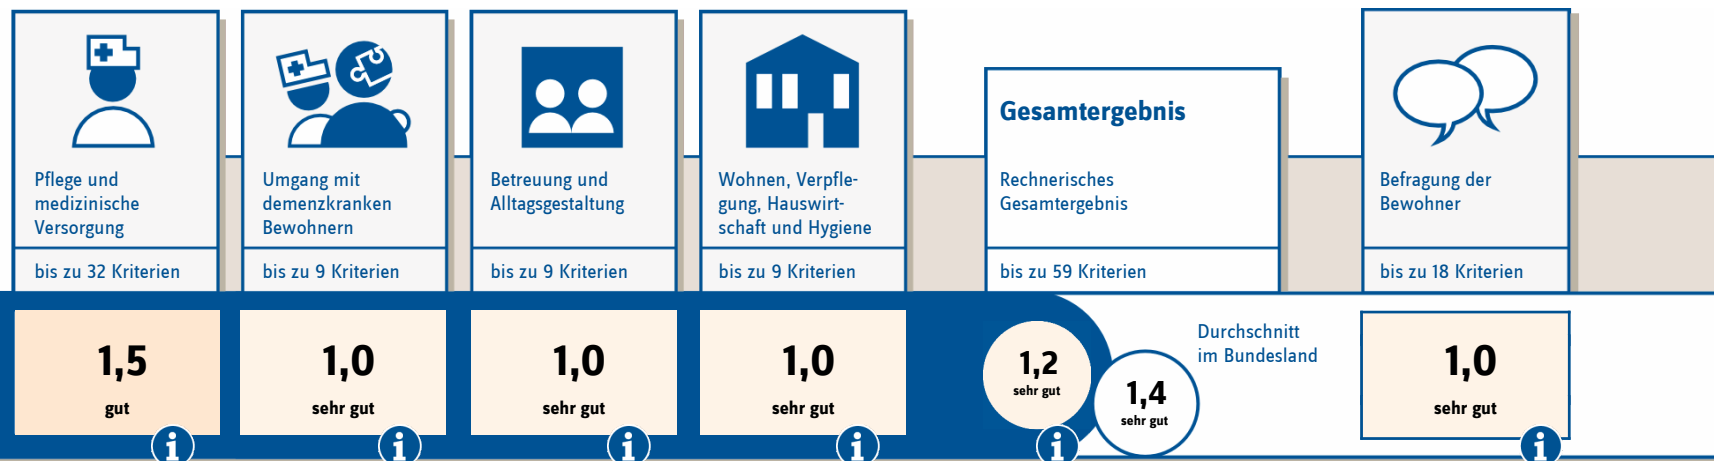 Pflege und
medizinische
Versorgung
bis zu 32 Kriterien
1,5
gut
Umgang mit
demenzkranken
Bewohnern
bis zu 9 Kriterien
1,0
sehr gut
Betreuung und
Alltagsgestaltung
bis zu 9 Kriterien
1,0
sehr gut
Wohnen, Verpfle-
gung, Hauswirt-
schaft und Hygiene
bis zu 9 Kriterien
1,0
sehr gut
Gesamtergebnis
Rechnerisches
Gesamtergebnis
bis zu 59 Kriterien
1,2
sehr gut
Durchschnitt
im Bundesland
1,4
sehr gut
Befragung der
Bewohner
bis zu 18 Kriterien
1,0
sehr gut